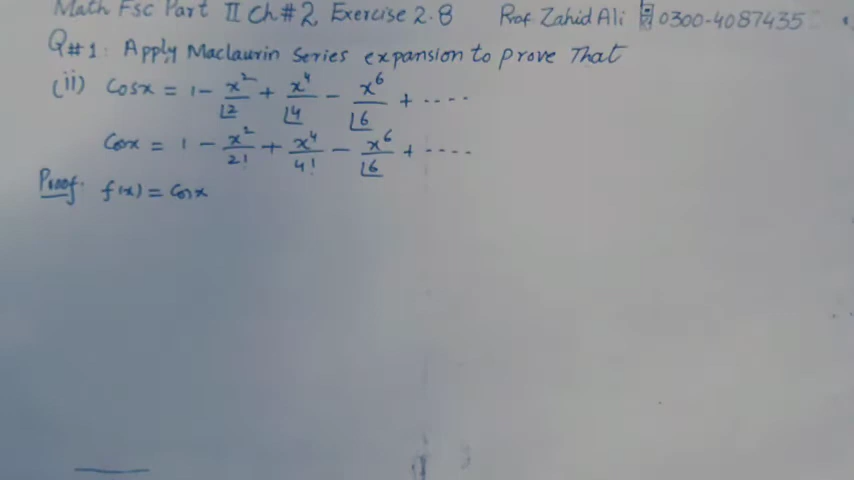 Math Fsc Part II Ch#2, Exercise 2.8 Prof Zahid Ali 0300-4087435
Q#1: Apply Maclaurin Series expansion to prove That
(ii) Cosx = 1 - x²/⌊2 + x⁴/⌊4 - x⁶/⌊6 + ....
Cosx = 1 - x²/2! + x⁴/4! - x⁶/⌊6 + ....
Proof: f(x) = Cosx